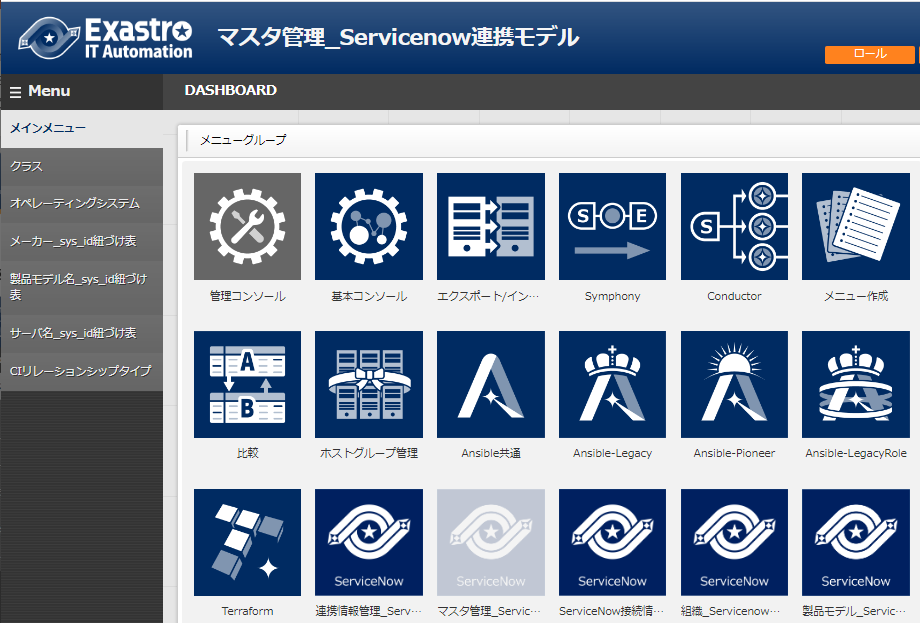 Exastro
IT Automation
マスタ管理_Servicenow連携モデル
ロール
Menu
DASHBOARD
メインメニュー
クラス
オペレーティングシステム
メーカー_sys_id紐づけ表
製品モデル名_sys_id紐づけ
表
サーバ名_sys_id紐づけ表
CIリレーションシップタイプ
メニューグループ
管理コンソール
基本コンソール
エクスポート/イン…
S O E
Symphony
S
Conductor
メニュー作成
A
B
比較
ホストグループ管理
Ansible共通
Ansible-Legacy
Ansible-Pioneer
Ansible-LegacyRole
Terraform
ServiceNow
連携情報管理_Serv…
ServiceNow
マスタ管理_Servic…
ServiceNow
ServiceNow接続情…
ServiceNow
組織_Servicenow…
ServiceNow
製品モデル_Servic…